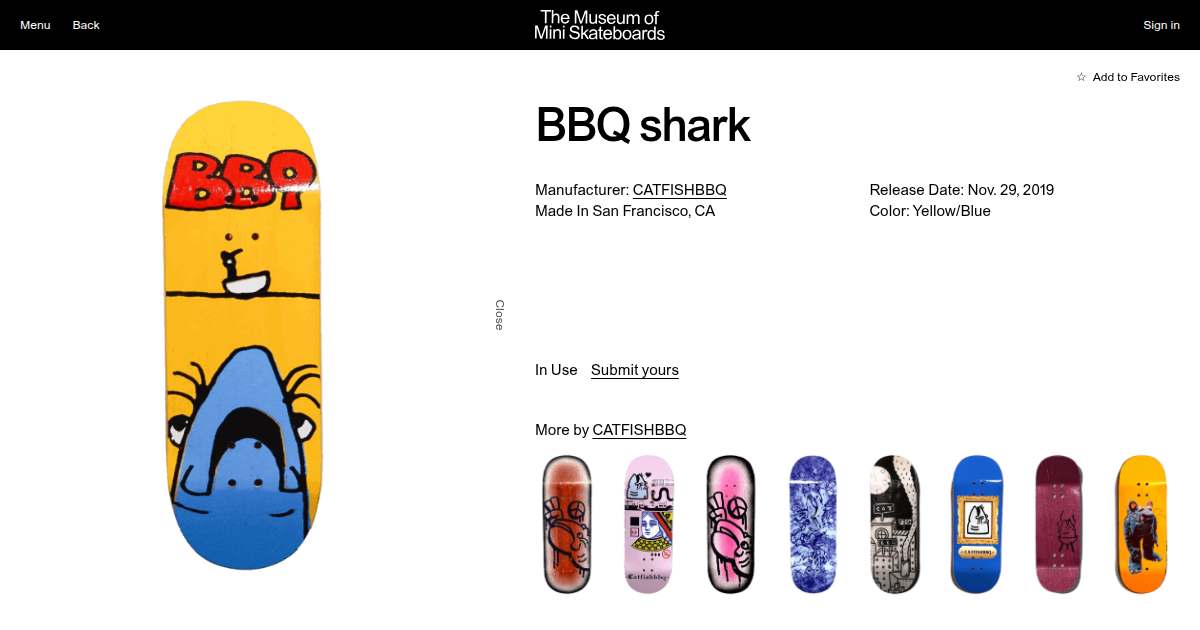 Menu
Back
The Museum of
Mini Skateboards
Sign in
☆ Add to Favorites
BBQ
BBQ shark
Manufacturer: CATFISHBBQ
Made In San Francisco, CA
Release Date: Nov. 29, 2019
Color: Yellow/Blue
Close
In Use
Submit yours
More by CATFISHBBQ
Catfishbbq
CATFISHBBQ